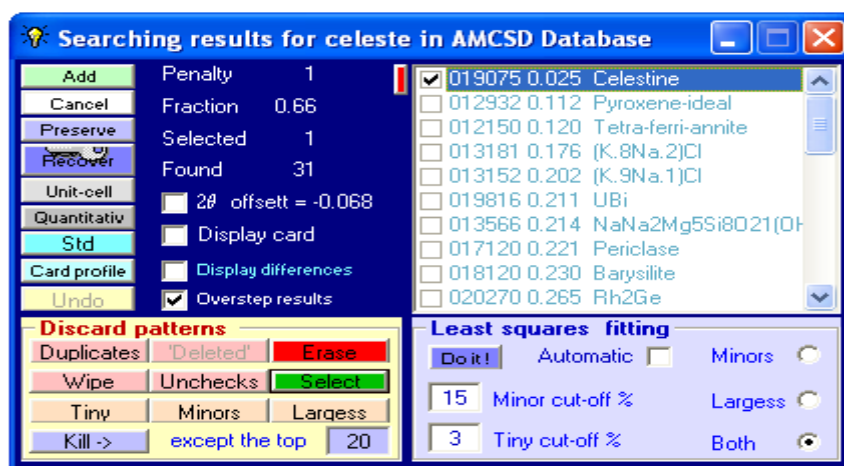 Searching results for celeste in AMCSD Database
Add
Cancel
Preserve
Recover
Unit-cell
Quantitativ
Std
Card profile
Undo
Penalty 1
Fraction 0.66
Selected 1
Found 31
2θ offsett = -0.068
Display card
Display differences
Overstep results
019075 0.025 Celestine
012932 0.112 Pyroxene-ideal
012150 0.120 Tetra-ferri-annite
013181 0.176 (K.8Na.2)Cl
013152 0.202 (K.9Na.1)Cl
019816 0.211 UBi
013566 0.214 NaNa2Mg5Si8O21(OH
017120 0.221 Periclase
018120 0.230 Barysilite
020270 0.265 Rh2Ge
Discard patterns
Duplicates 'Deleted' Erase
Wipe Unchecks Select
Tiny Minors Largess
Kill -> except the top 20
Least squares fitting
Do it! Automatic Minors
15 Minor cut-off % Largess
3 Tiny cut-off % Both